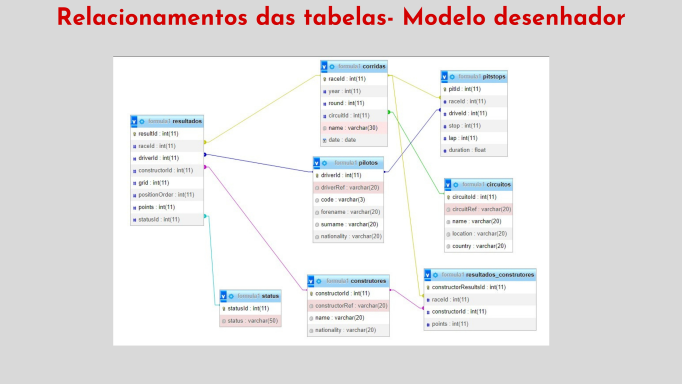 Relacionamentos das tabelas- Modelo desenhador
formula1 corridas
raceId : int(11)
year : int(11)
round : int(11)
circuitId : int(11)
name : varchar(30)
date : date
formula1 pitstops
pitId : int(11)
raceId : int(11)
driveId : int(11)
stop : int(11)
lap : int(11)
duration : float
formula1 resultados
resultId : int(11)
raceId : int(11)
driverId : int(11)
constructorId : int(11)
grid : int(11)
positionOrder : int(11)
points : int(11)
statusId : int(11)
formula1 pilotos
driverId : int(11)
driverRef : varchar(20)
code : varchar(3)
forename : varchar(20)
surname : varchar(20)
nationality : varchar(20)
formula1 circuitos
circuitoId : int(11)
circuitRef : varchar(20)
name : varchar(20)
location : varchar(20)
country : varchar(20)
formula1 status
statusId : int(11)
status : varchar(50)
formula1 construtores
constructorId : int(11)
constructorRef : varchar(20)
name : varchar(20)
nationality : varchar(20)
formula1 resultados_construtores
constructorResultsId : int(11)
raceId : int(11)
constructorId : int(11)
points : int(11)